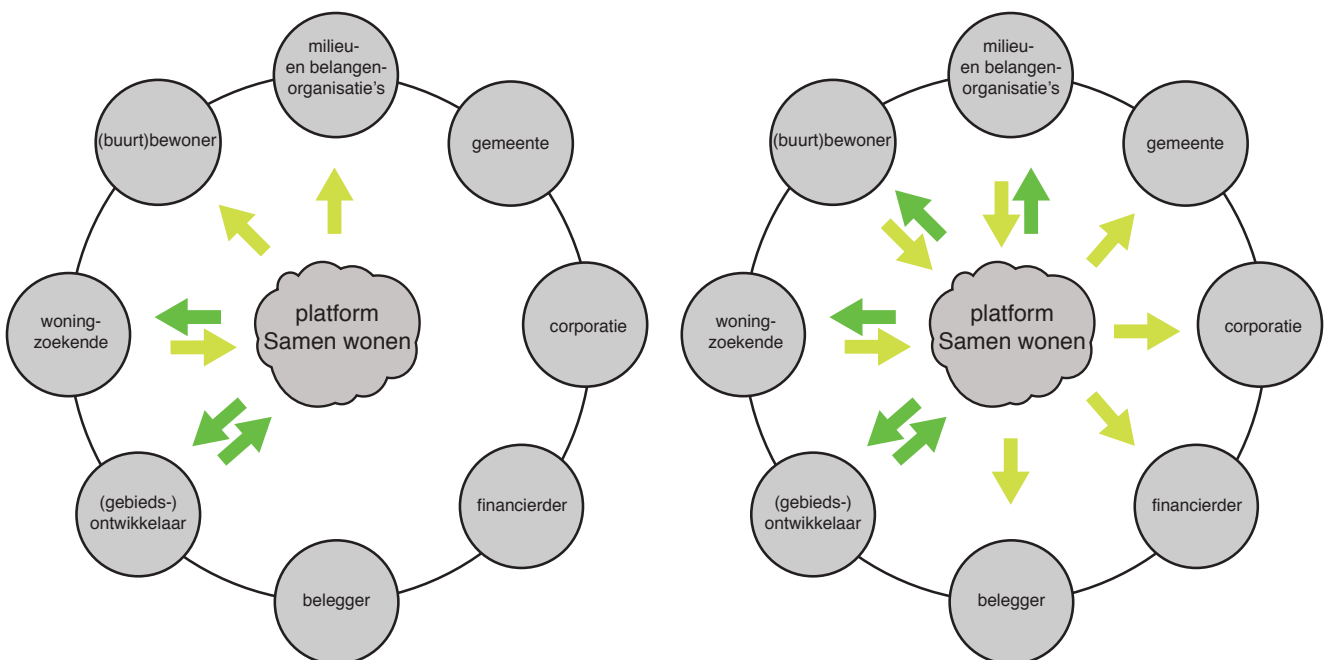 milieu-
en belangen-
organisatie's
(buurt)bewoner
gemeente
woning-
zoekende
platform
Samen wonen
corporatie
(gebieds-)
ontwikkelaar
financierder
belegger
milieu-
en belangen-
organisatie's
(buurt)bewoner
gemeente
woning-
zoekende
platform
Samen wonen
corporatie
(gebieds-)
ontwikkelaar
financierder
belegger